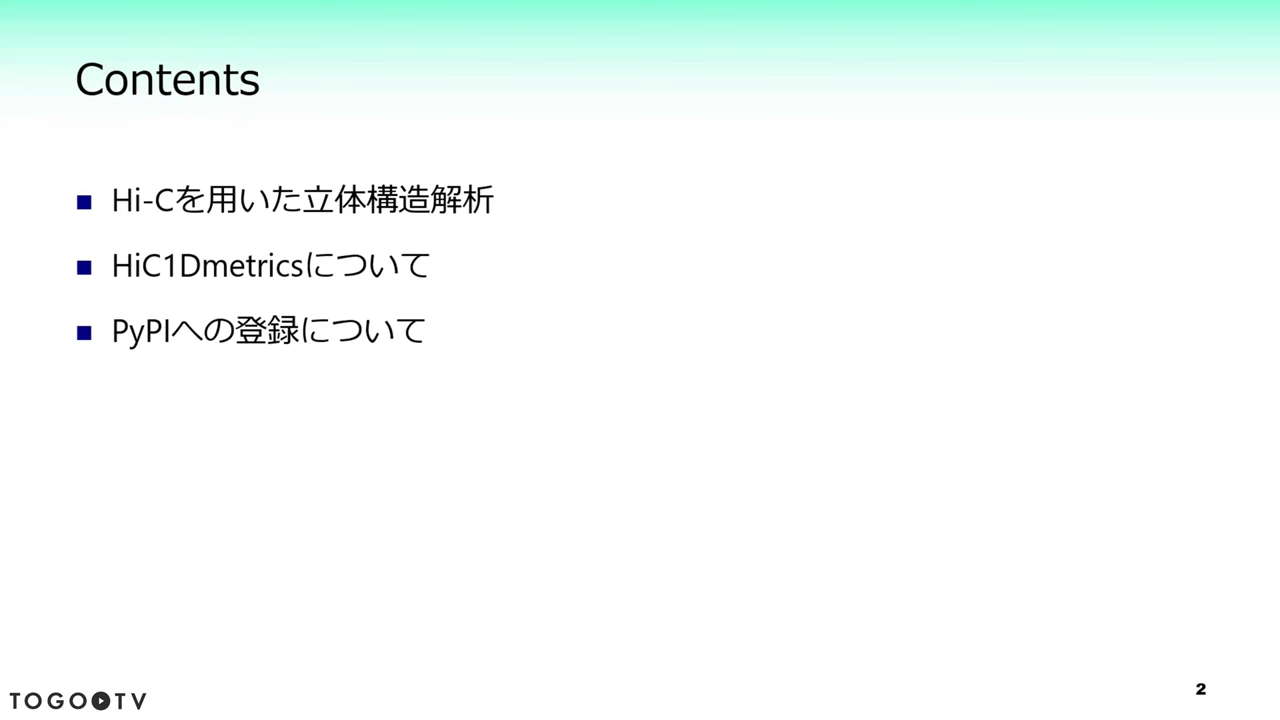 Contents
Hi-Cを用いた立体構造解析
HiC1Dmetricsについて
PyPIへの登録について
TOGOTV
2